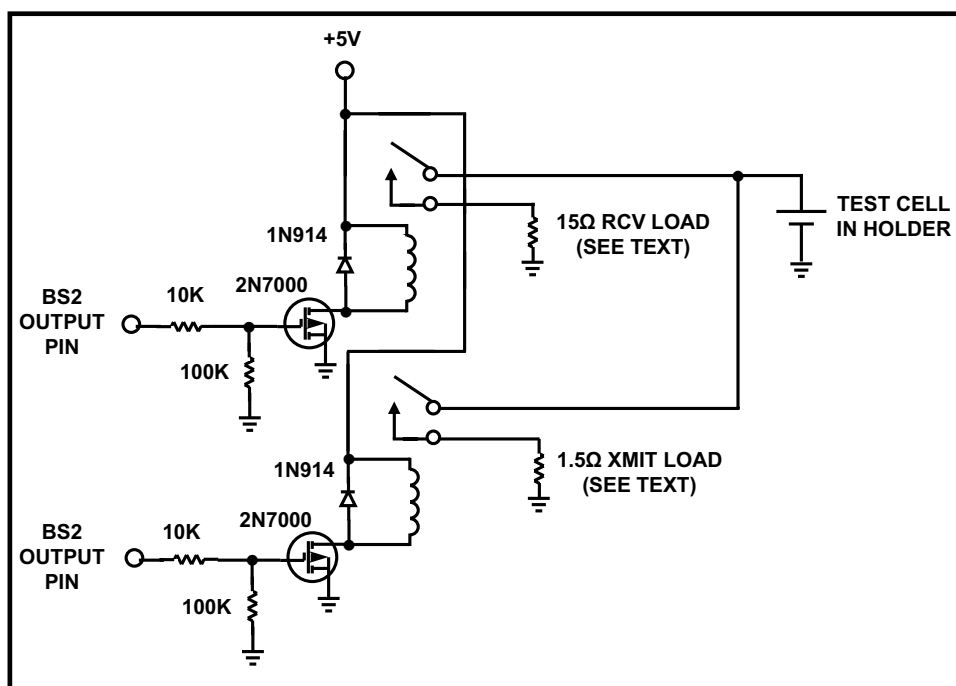 +5V
1N914
15Ω RCV LOAD
(SEE TEXT)
TEST CELL
IN HOLDER
2N7000
BS2
OUTPUT
PIN
10K
100K
1N914
1.5Ω XMIT LOAD
(SEE TEXT)
2N7000
BS2
OUTPUT
PIN
10K
100K